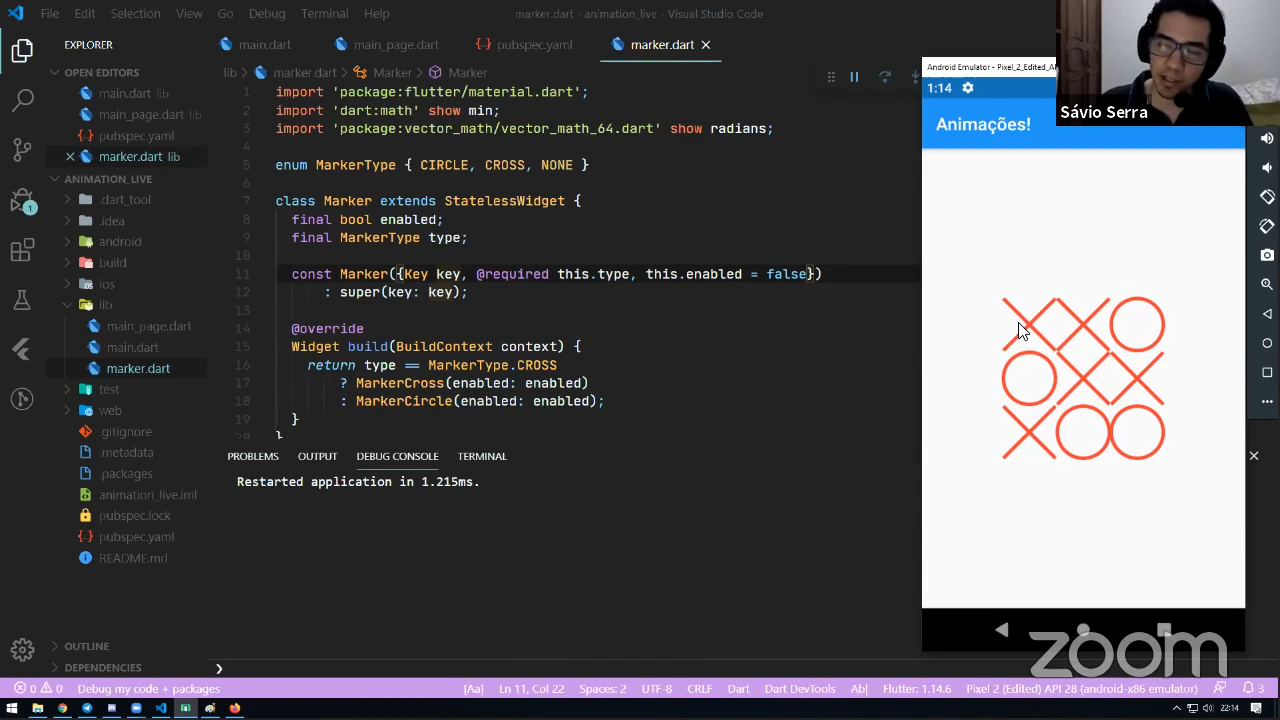 File Edit Selection View Go Debug Terminal Help
marker.dart - animation_live - Visual Studio Code
EXPLORER
OPEN EDITORS
main.dart lib
main_page.dart lib
pubspec.yaml
marker.dart lib
ANIMATION_LIVE
.dart_tool
.idea
android
build
ios
lib
main_page.dart
main.dart
marker.dart
test
web
.gitignore
.metadata
.packages
animation_live.iml
pubspec.lock
pubspec.yaml
README.md
OUTLINE
DEPENDENCIES
1
main.dart main_page.dart pubspec.yaml marker.dart
lib marker.dart Marker Marker
1 import 'package:flutter/material.dart';
2 import 'dart:math' show min;
3 import 'package:vector_math/vector_math_64.dart' show radians;
4
5 enum MarkerType { CIRCLE, CROSS, NONE }
6
7 class Marker extends StatelessWidget {
8 final bool enabled;
9 final MarkerType type;
10
11 const Marker({Key key, @required this.type, this.enabled = false})
12 : super(key: key);
13
14 @override
15 Widget build(BuildContext context) {
16 return type == MarkerType.CROSS
17 ? MarkerCross(enabled: enabled)
18 : MarkerCircle(enabled: enabled);
19 }
20 }
PROBLEMS OUTPUT DEBUG CONSOLE TERMINAL
Restarted application in 1.215ms.
Android Emulator - Pixel_2_Edited_A
1:14
Animações!
Sávio Serra
zoom
0 0 Debug my code + packages
[Aa] Ln 11, Col 22 Spaces: 2 UTF-8 CRLF Dart Dart DevTools Ab| Flutter: 1.14.6 Pixel 2 (Edited) API 28 (android-x86 emulator) 3
22:14